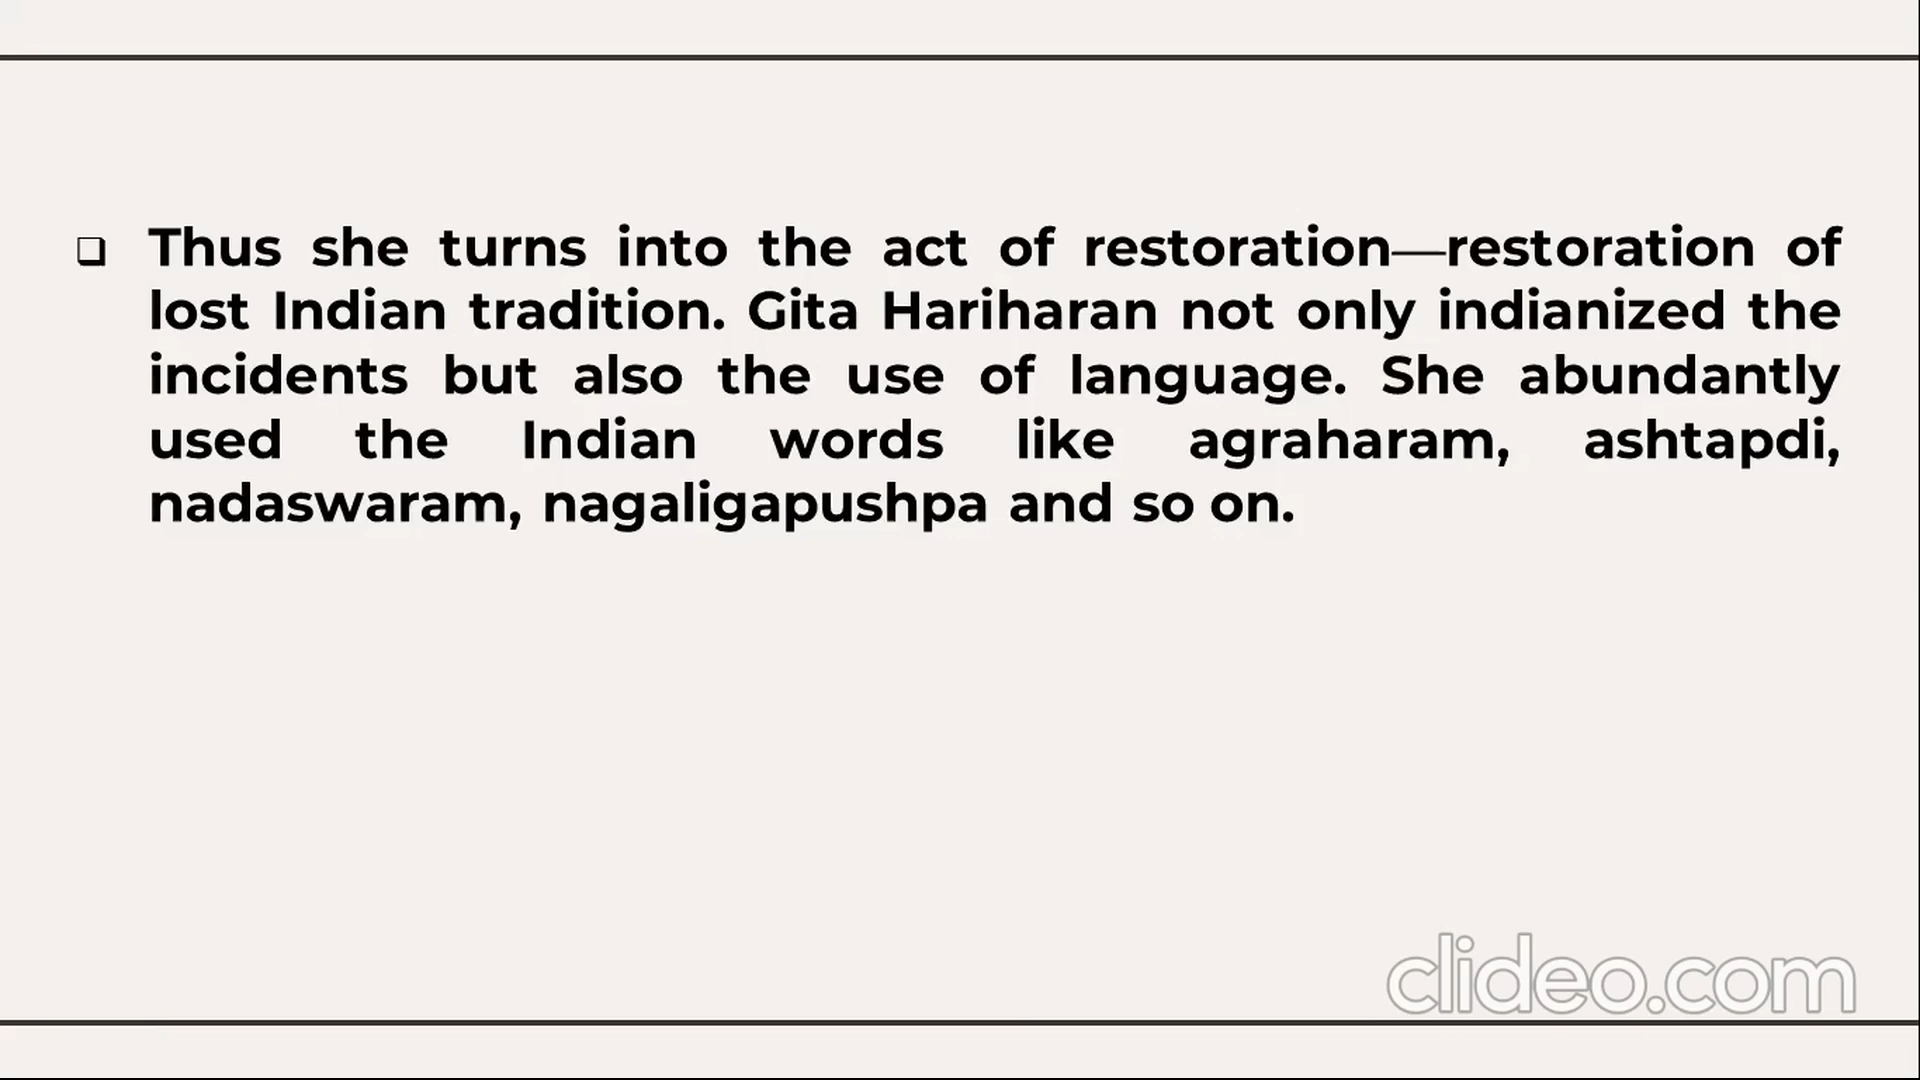 Thus she turns into the act of restoration—restoration of
lost Indian tradition. Gita Hariharan not only indianized the
incidents but also the use of language. She abundantly
used the Indian words like agraharam, ashtapdi,
nadaswaram, nagaligapushpa and so on.
clideo.com